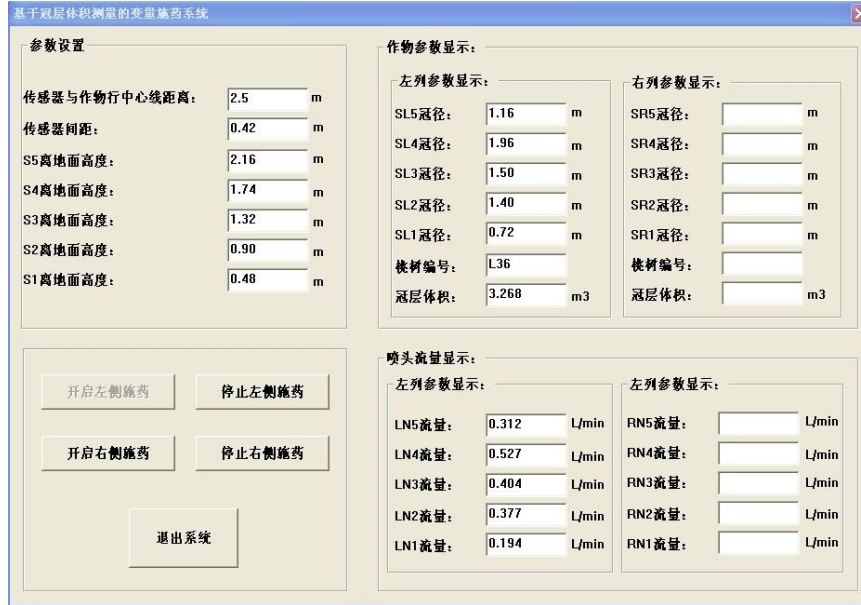 基于冠层体积测量的变量施药系统
参数设置
传感器与作物行中心线距离： 2.5 m
传感器间距： 0.42 m
S5离地面高度： 2.16 m
S4离地面高度： 1.74 m
S3离地面高度： 1.32 m
S2离地面高度： 0.90 m
S1离地面高度： 0.48 m
作物参数显示：
左列参数显示：
SL5冠径： 1.16 m
SL4冠径： 1.96 m
SL3冠径： 1.50 m
SL2冠径： 1.40 m
SL1冠径： 0.72 m
桃树编号： L36
冠层体积： 3.268 m3
右列参数显示：
SR5冠径： m
SR4冠径： m
SR3冠径： m
SR2冠径： m
SR1冠径： m
桃树编号：
冠层体积： m3
开启左侧施药 停止左侧施药
开启右侧施药 停止右侧施药
退出系统
喷头流量显示：
左列参数显示：
LN5流量： 0.312 L/min
LN4流量： 0.527 L/min
LN3流量： 0.404 L/min
LN2流量： 0.377 L/min
LN1流量： 0.194 L/min
左列参数显示：
RN5流量： L/min
RN4流量： L/min
RN3流量： L/min
RN2流量： L/min
RN1流量： L/min